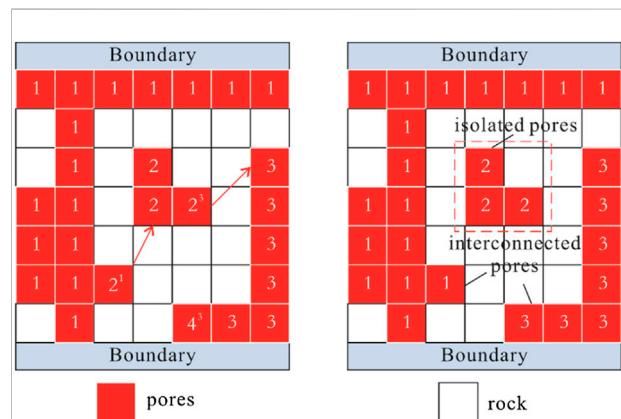 Boundary
Boundary
1 1 1 1 1 1 1
1 1 1 1 1 1 1
1
1
isolated pores
1 2 3
1 2 3
1 1 2 2³ 3
1 1 2 2 3
1 1 3
1 1 3
interconnected
pores
1 1 2¹ 3
1 1 1 3
1 4³ 3 3
1 3 3 3
Boundary
Boundary
pores
rock